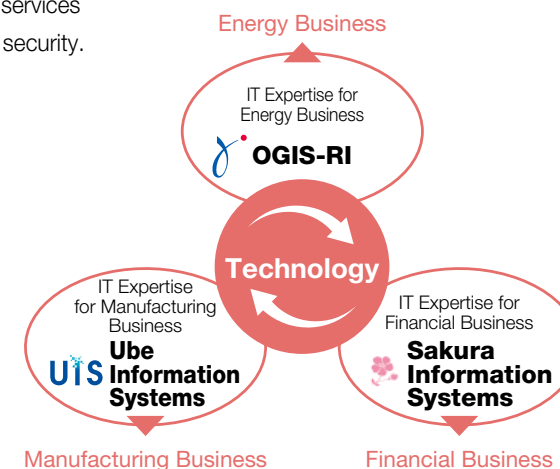 services
security.
Energy Business
IT Expertise for
Energy Business
OGIS-RI
Technology
IT Expertise
for Manufacturing
Business
UIS
Ube
Information
Systems
IT Expertise for
Financial Business
Sakura
Information
Systems
Manufacturing Business
Financial Business